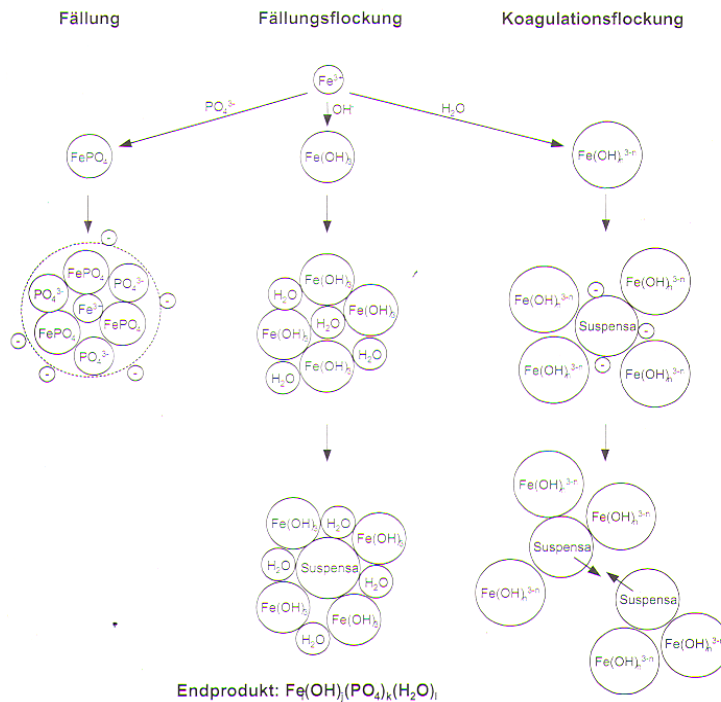 Fällung Fällungsflockung Koagulationsflockung
Fe³⁺
PO₄³⁻ OH⁻ H₂O
FePO₄ Fe(OH)₃ Fe(OH)ₙ³⁻ⁿ
- FePO₄ PO₄³⁻ PO₄³⁻ Fe³⁺ - FePO₄ FePO₄ - PO₄³⁻ - -
Fe(OH)₃ H₂O Fe(OH)₃ H₂O Fe(OH)₃ H₂O Fe(OH)₃ H₂O
Fe(OH)ₙ³⁻ⁿ - Fe(OH)ₙ³⁻ⁿ Suspensa - Fe(OH)ₙ³⁻ⁿ - Fe(OH)ₙ³⁻ⁿ
Fe(OH)₃ H₂O Fe(OH)₃ H₂O Suspensa H₂O Fe(OH)₃ Fe(OH)₃ H₂O
Fe(OH)ₙ³⁻ⁿ Fe(OH)ₙ³⁻ⁿ Suspensa Fe(OH)ₙ³⁻ⁿ Suspensa Fe(OH)ₙ³⁻ⁿ Fe(OH)ₙ³⁻ⁿ
Endprodukt: Feᵢ(OH)ⱼ(PO₄)ₖ(H₂O)ₗ